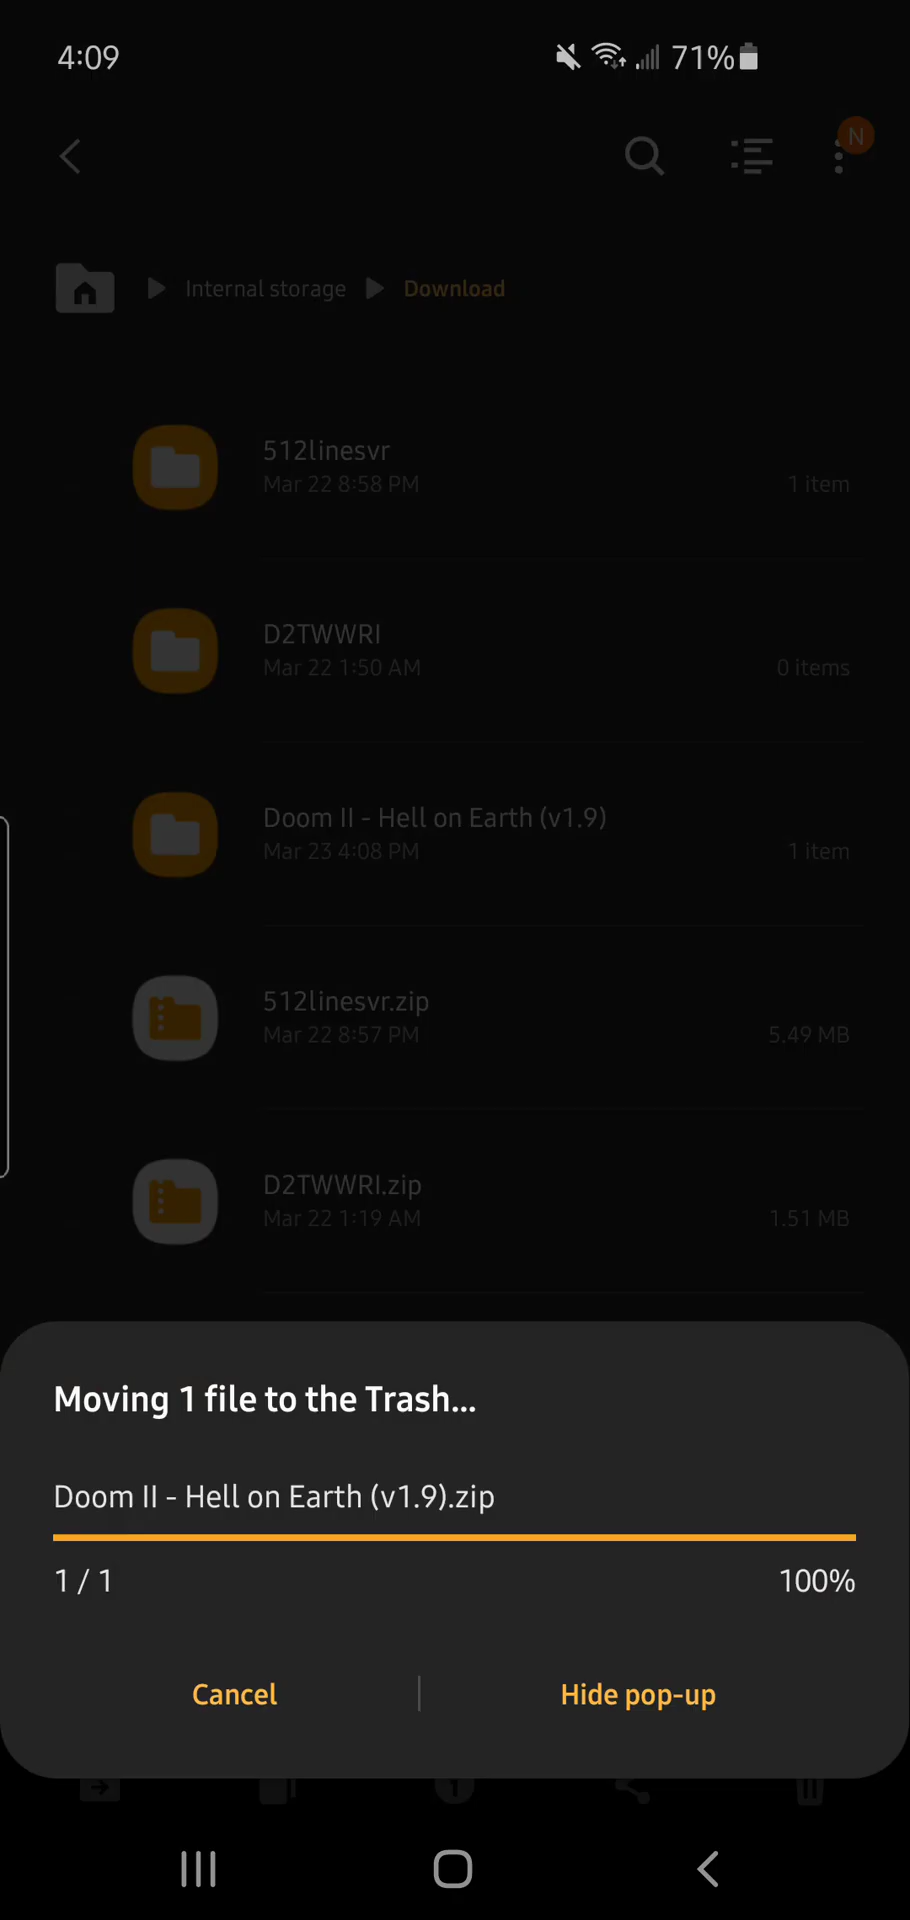 4:09
71%
N
Internal storage
Download
512linesvr
Mar 22 8:58 PM
1 item
D2TWWRI
Mar 22 1:50 AM
0 items
Doom II - Hell on Earth (v1.9)
Mar 23 4:08 PM
1 item
512linesvr.zip
Mar 22 8:57 PM
5.49 MB
D2TWWRI.zip
Mar 22 1:19 AM
1.51 MB
Moving 1 file to the Trash...
Doom II - Hell on Earth (v1.9).zip
1 / 1
100%
Cancel
Hide pop-up